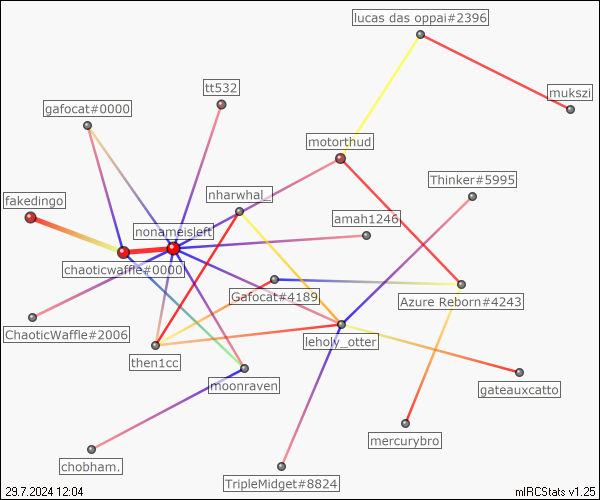 lucas das oppai#2396
tt532
mukszi
gafocat#0000
motorthud
Thinker#5995
nharwhal_
fakedingo
amah1246
nonameisleft
chaoticwaffle#0000
Gafocat#4189
Azure Reborn#4243
ChaoticWaffle#2006
leholy_otter
then1cc
moonraven
gateauxcatto
mercurybro
chobham.
TripleMidget#8824
29.7.2024 12:04
mIRCStats v1.25